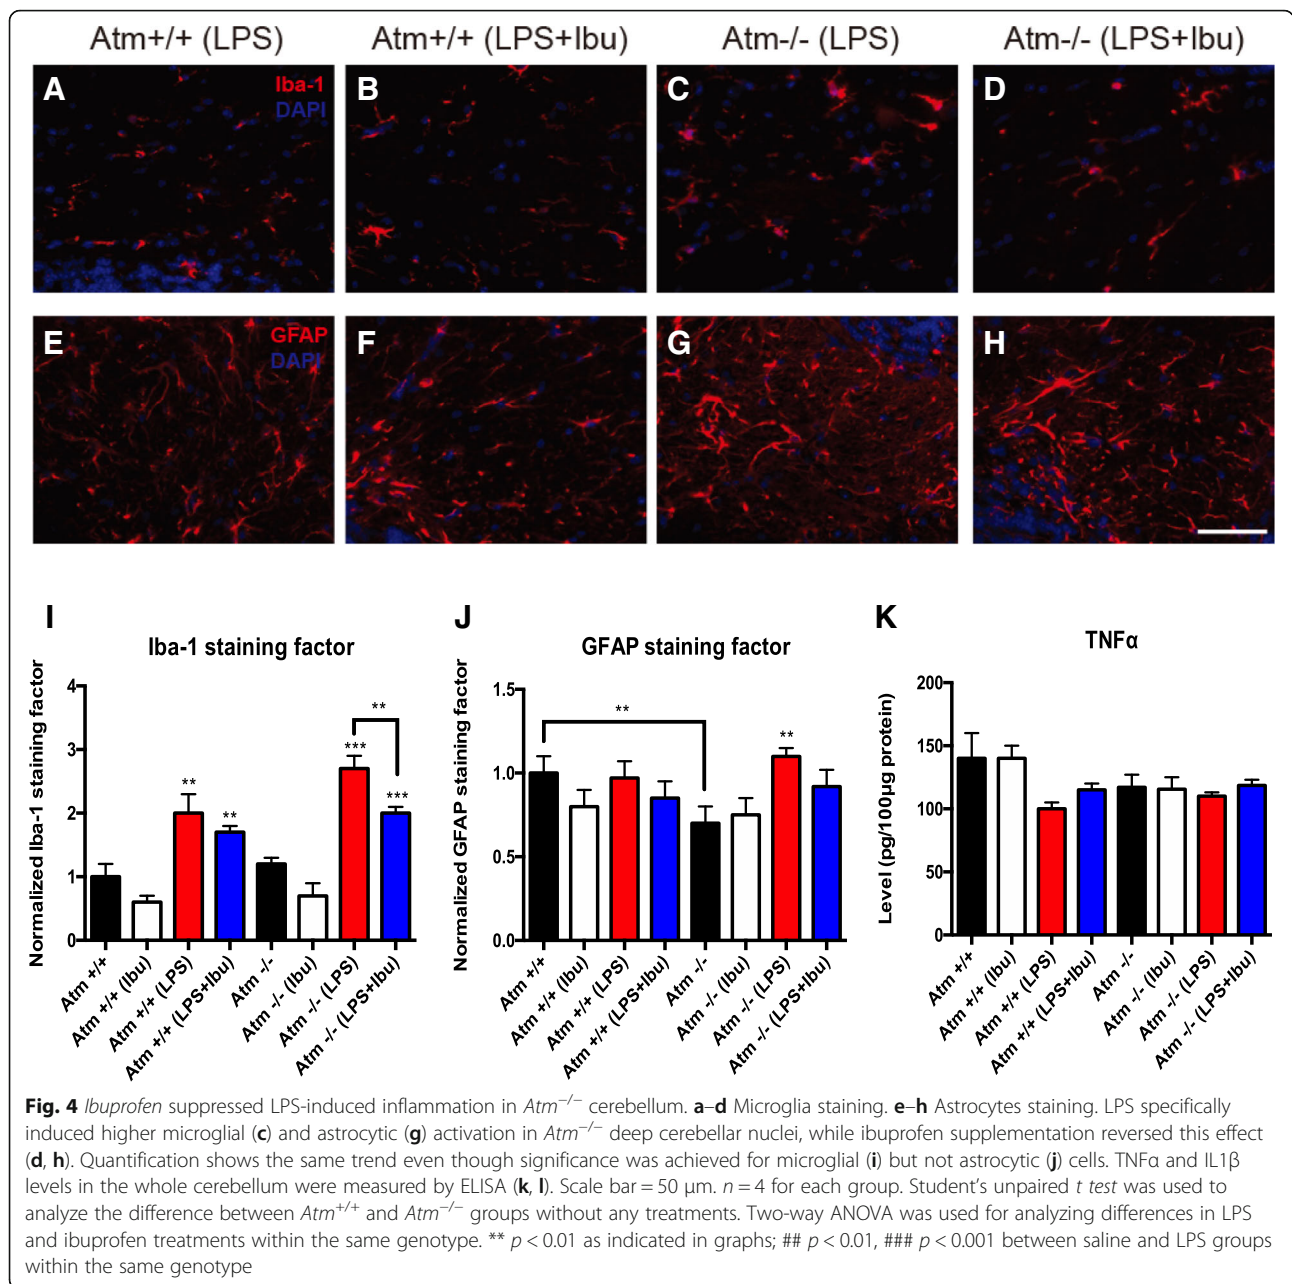 Atm+/+ (LPS) Atm+/+ (LPS+Ibu) Atm-/- (LPS) Atm-/- (LPS+Ibu)
A Iba-1 B C D
DAPI
E GFAP F G H
DAPI
I J K
Iba-1 staining factor
Normalized Iba-1 staining factor
4
3
2
1
0
** ** *** ** ***
Atm +/+
Atm +/+ (Ibu)
Atm +/+ (LPS)
Atm +/+ (LPS+Ibu)
Atm -/-
Atm -/- (Ibu)
Atm -/- (LPS)
Atm -/- (LPS+Ibu)
GFAP staining factor
Normalized GFAP staining factor
1.5
1.0
0.5
0.0
** **
Atm +/+
Atm +/+ (Ibu)
Atm +/+ (LPS)
Atm +/+ (LPS+Ibu)
Atm -/-
Atm -/- (Ibu)
Atm -/- (LPS)
Atm -/- (LPS+Ibu)
TNFα
Level (pg/100μg protein)
200
150
100
50
0
Atm +/+
Atm +/+ (Ibu)
Atm +/+ (LPS)
Atm +/+ (LPS+Ibu)
Atm -/-
Atm -/- (Ibu)
Atm -/- (LPS)
Atm -/- (LPS+Ibu)
Fig. 4 Ibuprofen suppressed LPS-induced inflammation in Atm−/− cerebellum. a–d Microglia staining. e–h Astrocytes staining. LPS specifically
induced higher microglial (c) and astrocytic (g) activation in Atm−/− deep cerebellar nuclei, while ibuprofen supplementation reversed this effect
(d, h). Quantification shows the same trend even though significance was achieved for microglial (i) but not astrocytic (j) cells. TNFα and IL1β
levels in the whole cerebellum were measured by ELISA (k, l). Scale bar = 50 μm. n = 4 for each group. Student's unpaired t test was used to
analyze the difference between Atm+/+ and Atm−/− groups without any treatments. Two-way ANOVA was used for analyzing differences in LPS
and ibuprofen treatments within the same genotype. ** p < 0.01 as indicated in graphs; ## p < 0.01, ### p < 0.001 between saline and LPS groups
within the same genotype